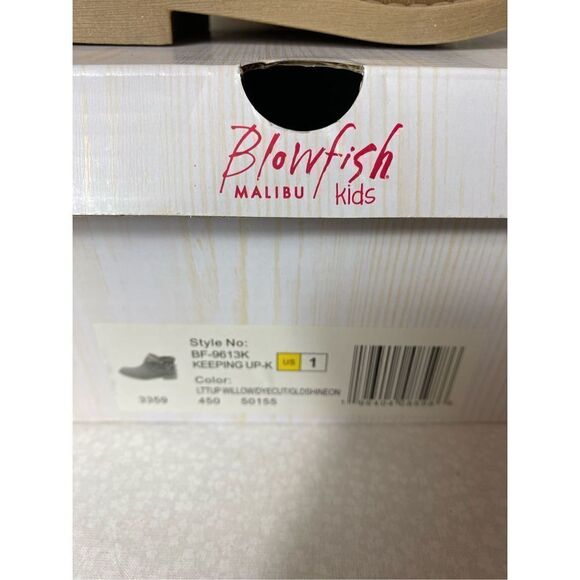 Blowfish
MALIBU kids
Style No:
BF-9613K
KEEPING UP-K US 1
Color:
LTTUP WILLOW/DYECUT/GLDSHINEON
3359 450 50155